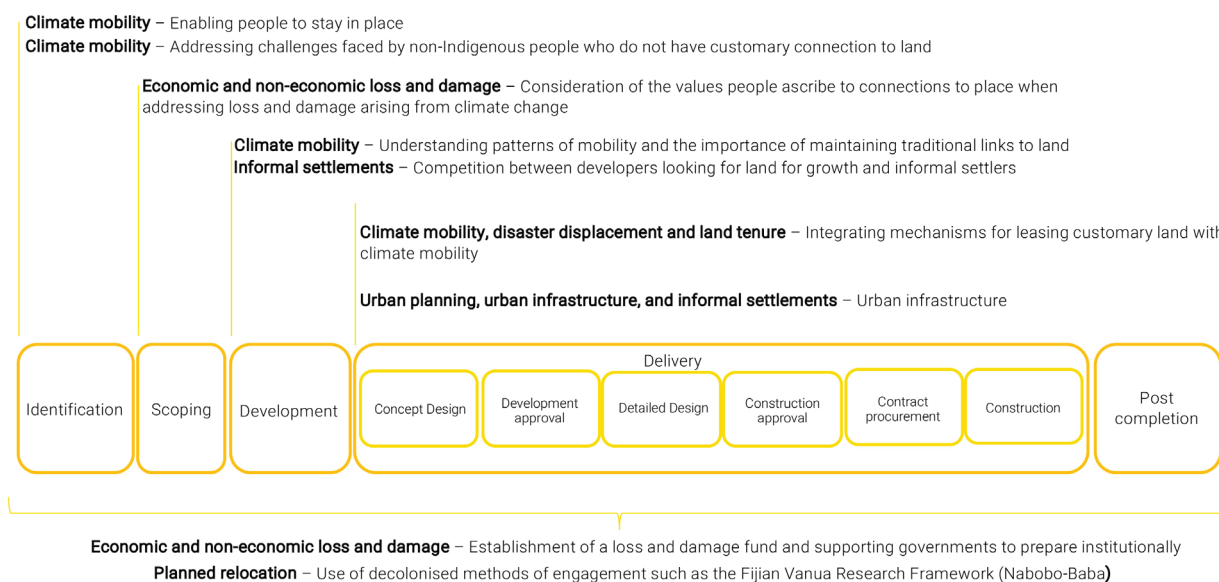 Climate mobility – Enabling people to stay in place
Climate mobility – Addressing challenges faced by non-Indigenous people who do not have customary connection to land
Economic and non-economic loss and damage – Consideration of the values people ascribe to connections to place when
addressing loss and damage arising from climate change
Climate mobility – Understanding patterns of mobility and the importance of maintaining traditional links to land
Informal settlements – Competition between developers looking for land for growth and informal settlers
Climate mobility, disaster displacement and land tenure – Integrating mechanisms for leasing customary land with
climate mobility
Urban planning, urban infrastructure, and informal settlements – Urban infrastructure
Identification
Scoping
Development
Delivery
Concept Design
Development
approval
Detailed Design
Construction
approval
Contract
procurement
Construction
Post
completion
Economic and non-economic loss and damage – Establishment of a loss and damage fund and supporting governments to prepare institutionally
Planned relocation – Use of decolonised methods of engagement such as the Fijian Vanua Research Framework (Nabobo-Baba)